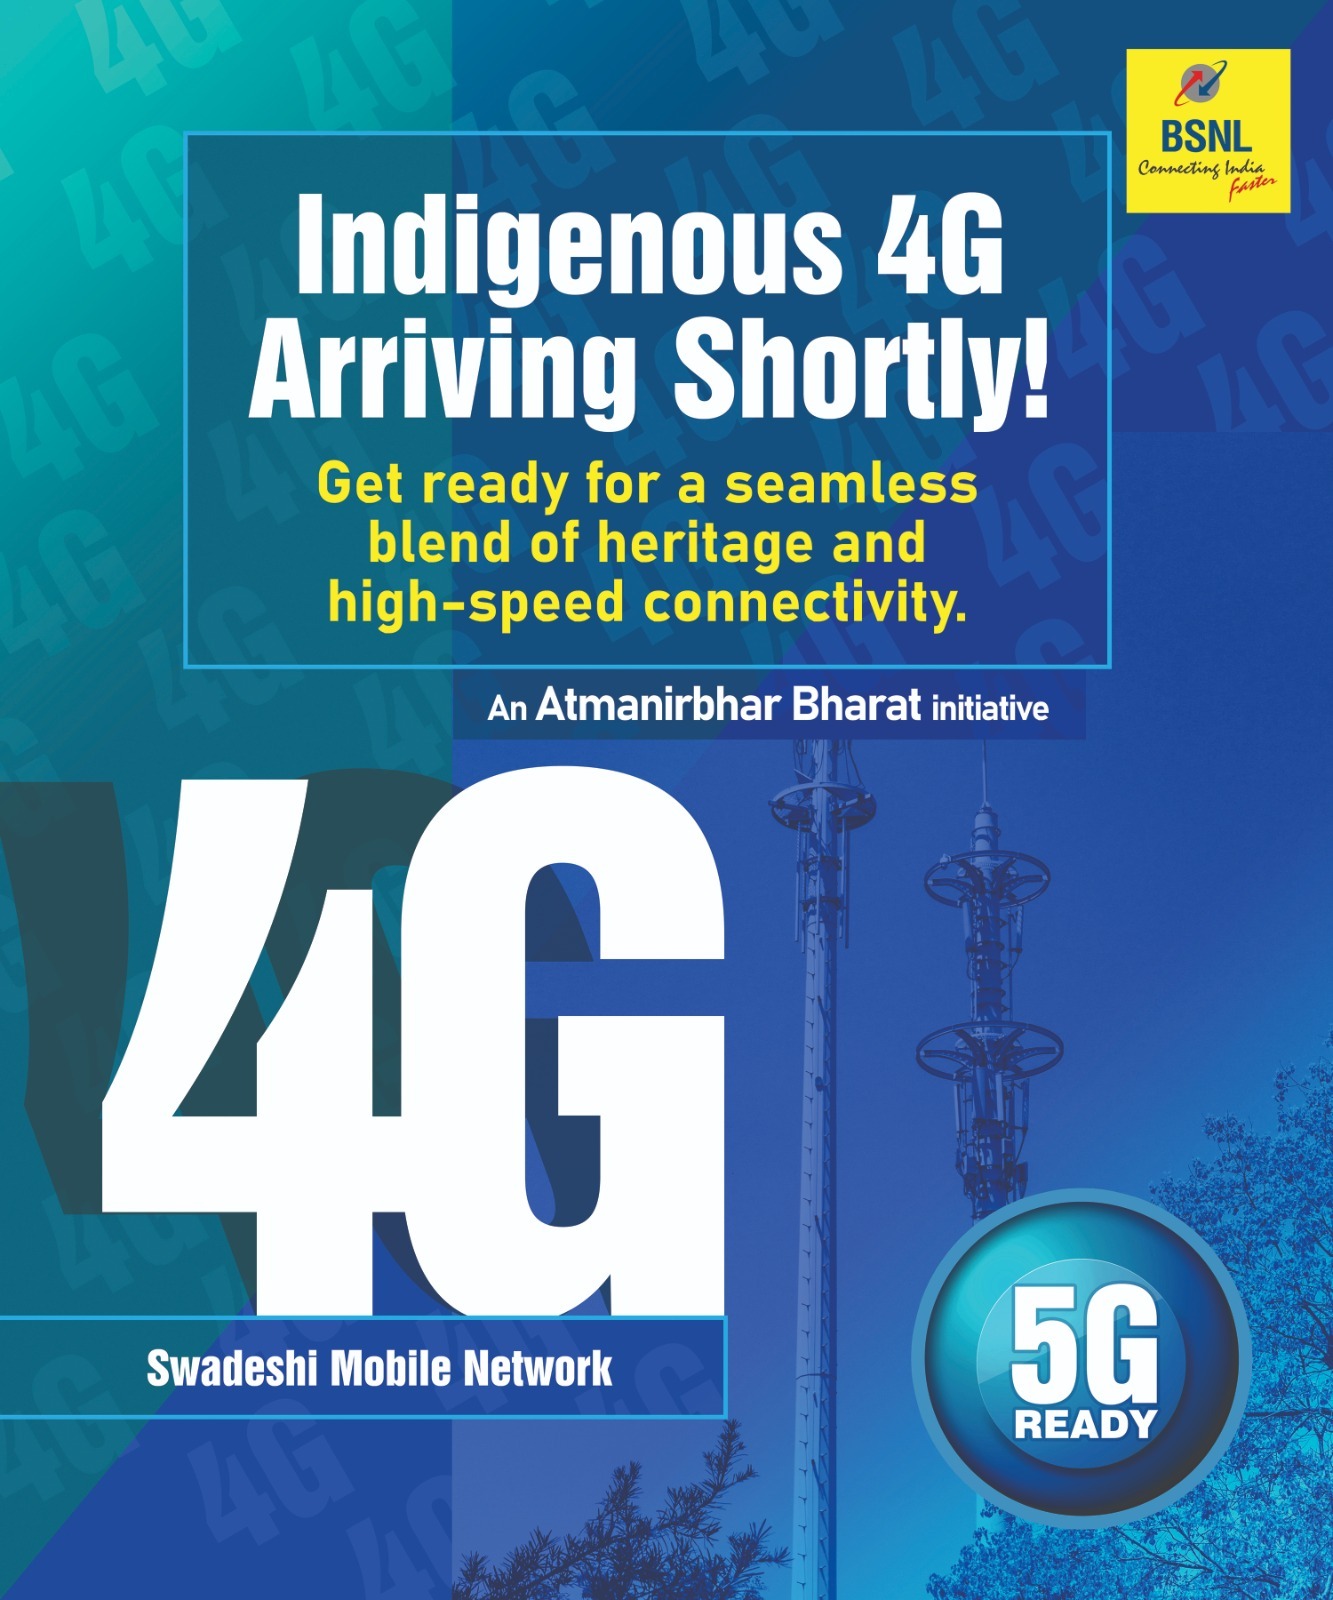 BSNL
Connecting India
Faster
Indigenous 4G
Arriving Shortly!
Get ready for a seamless
blend of heritage and
high-speed connectivity.
An Atmanirbhar Bharat initiative
4G
Swadeshi Mobile Network
5G
READY